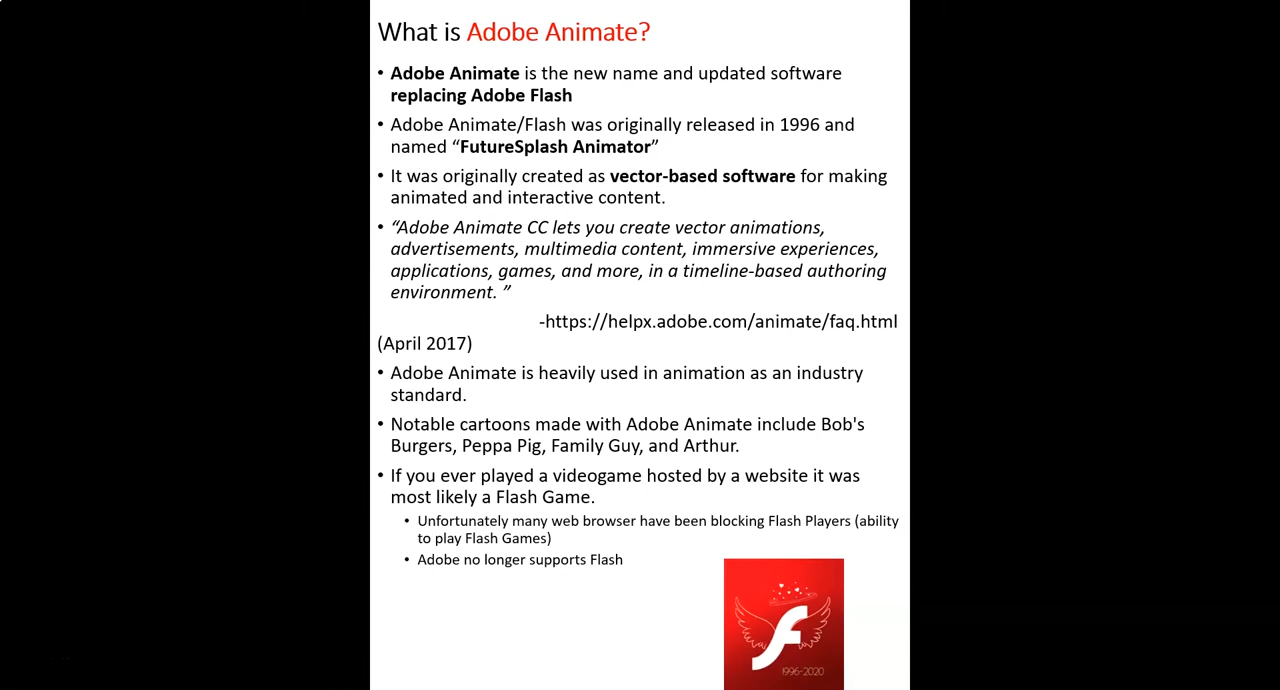 What is Adobe Animate?
• Adobe Animate is the new name and updated software
replacing Adobe Flash
• Adobe Animate/Flash was originally released in 1996 and
named “FutureSplash Animator”
• It was originally created as vector-based software for making
animated and interactive content.
• “Adobe Animate CC lets you create vector animations,
advertisements, multimedia content, immersive experiences,
applications, games, and more, in a timeline-based authoring
environment. ”
-https://helpx.adobe.com/animate/faq.html
(April 2017)
• Adobe Animate is heavily used in animation as an industry
standard.
• Notable cartoons made with Adobe Animate include Bob's
Burgers, Peppa Pig, Family Guy, and Arthur.
• If you ever played a videogame hosted by a website it was
most likely a Flash Game.
• Unfortunately many web browser have been blocking Flash Players (ability
to play Flash Games)
• Adobe no longer supports Flash
f
1996-2020